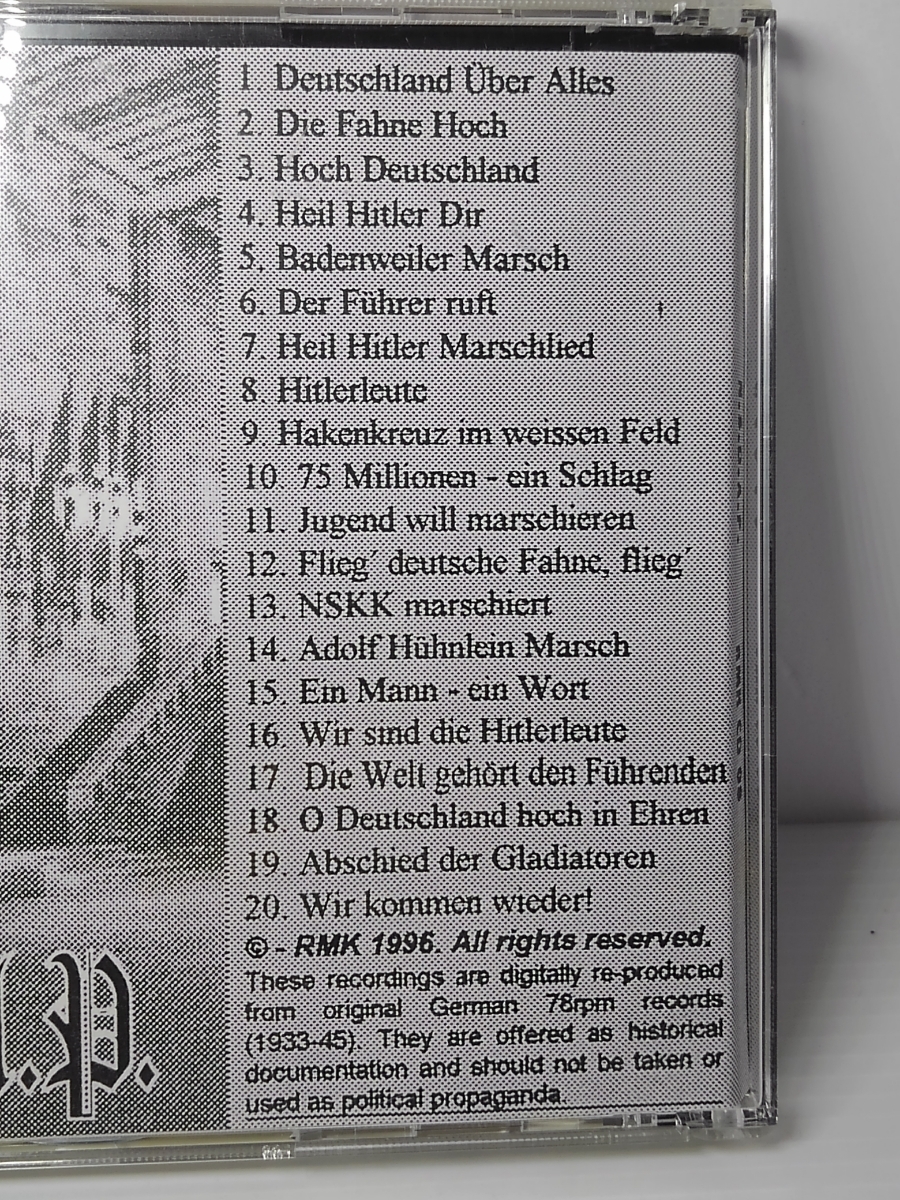 1 Deutschland Über Alles
2. Die Fahne Hoch
3. Hoch Deutschland
4. Heil Hitler Dir
5. Badenweiler Marsch
6. Der Führer ruft
7. Heil Hitler Marschlied
8 Hitlerleute
9 Hakenkreuz im weissen Feld
10. 75 Millionen - ein Schlag
11. Jugend will marschieren
12. Flieg´ deutsche Fahne, flieg´
13. NSKK marschiert
14. Adolf Hühnlein Marsch
15. Ein Mann - ein Wort
16. Wir sind die Hitlerleute
17 Die Welt gehört den Führenden
18. O Deutschland hoch in Ehren
19. Abschied der Gladiatoren
20. Wir kommen wieder!
© - RMK 1996. All rights reserved.
These recordings are digitally re-produced
from original German 78rpm records
(1933-45). They are offered as historical
documentation and should not be taken or
used as political propaganda.
.P.